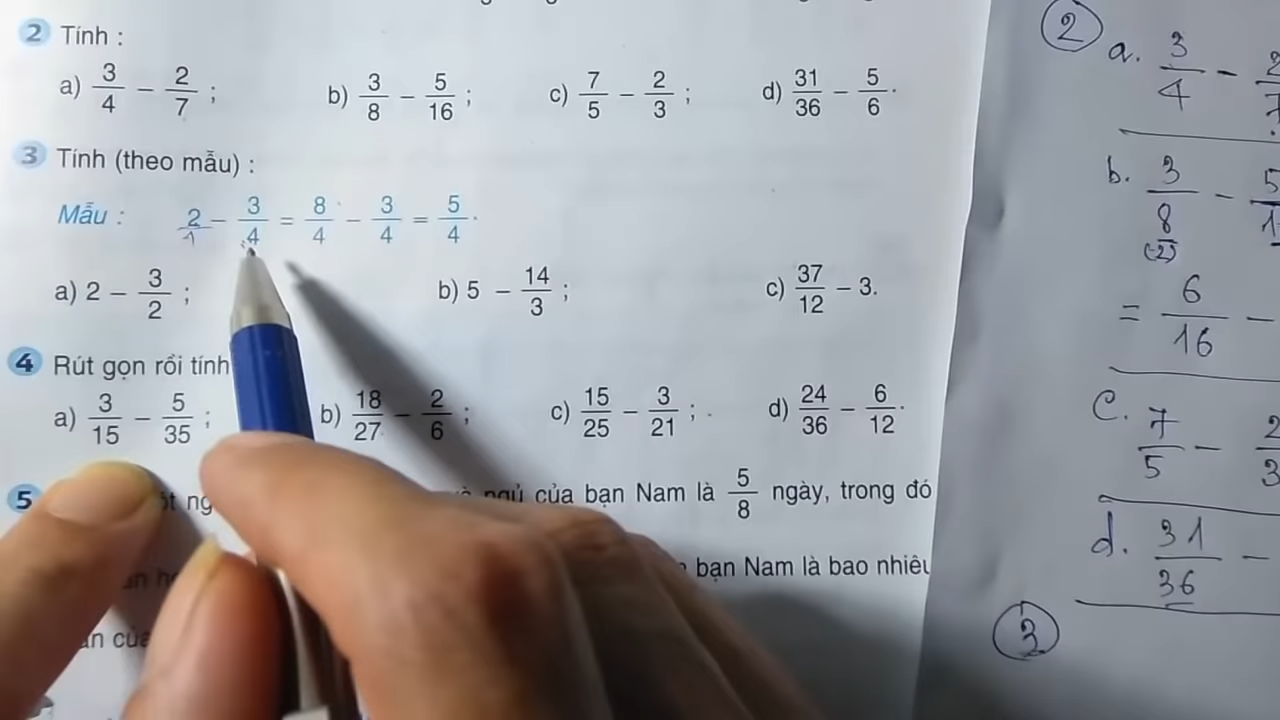 2 Tính :
a) 3/4 − 2/7 ; b) 3/8 − 5/16 ; c) 7/5 − 2/3 ; d) 31/36 − 5/6 .
3 Tính (theo mẫu) :
Mẫu : 2/1 − 3/4 = 8/4 − 3/4 = 5/4 .
a) 2 − 3/2 ; b) 5 − 14/3 ; c) 37/12 − 3.
4 Rút gọn rồi tính
a) 3/15 − 5/35 ; b) 18/27 − 2/6 ; c) 15/25 − 3/21 ; d) 24/36 − 6/12 .
5 ngủ của bạn Nam là 5/8 ngày, trong đó
bạn Nam là bao nhiêu
2
a. 3/4 − 2/7
b. 3/8 −
(·2)
= 6/16 −
c. 7/5 − 2/3
d. 31/36 −
3